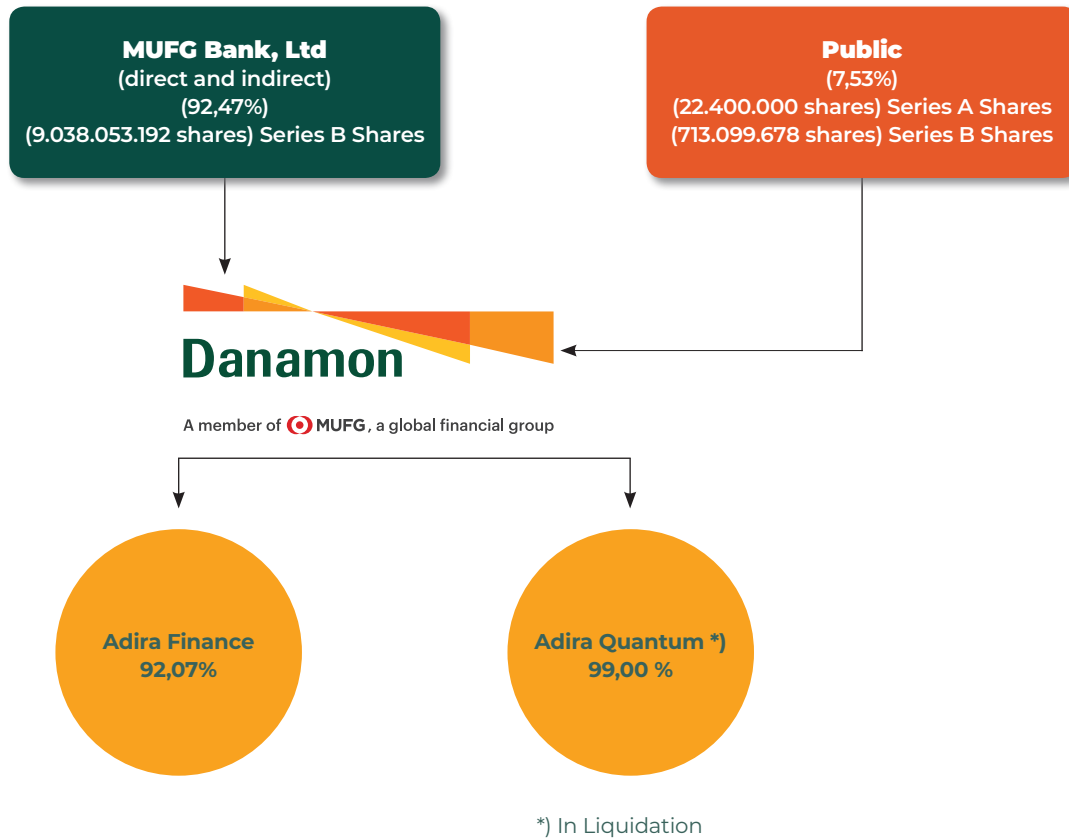 MUFG Bank, Ltd
(direct and indirect)
(92,47%)
(9.038.053.192 shares) Series B Shares
Public
(7,53%)
(22.400.000 shares) Series A Shares
(713.099.678 shares) Series B Shares
Danamon
A member of MUFG, a global financial group
Adira Finance
92,07%
Adira Quantum *)
99,00 %
*) In Liquidation